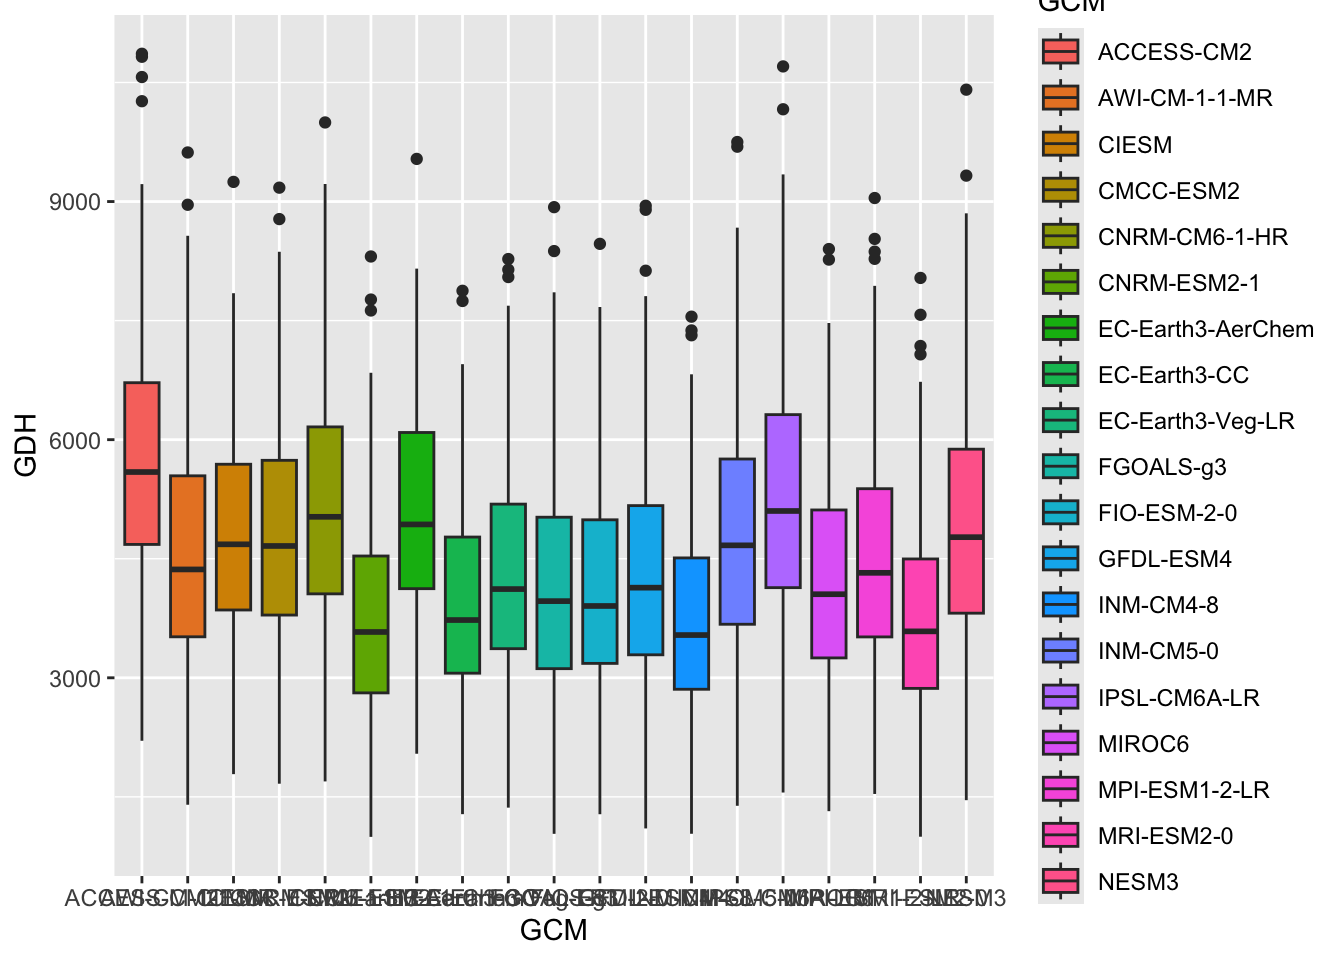 GCM
ACCESS-CM2
AWI-CM-1-1-MR
CIESM
CMCC-ESM2
CNRM-CM6-1-HR
CNRM-ESM2-1
EC-Earth3-AerChem
EC-Earth3-CC
EC-Earth3-Veg-LR
FGOALS-g3
FIO-ESM-2-0
GFDL-ESM4
INM-CM4-8
INM-CM5-0
IPSL-CM6A-LR
MIROC6
MPI-ESM1-2-LR
MRI-ESM2-0
NESM3
9000
6000
3000
GDH
GCM